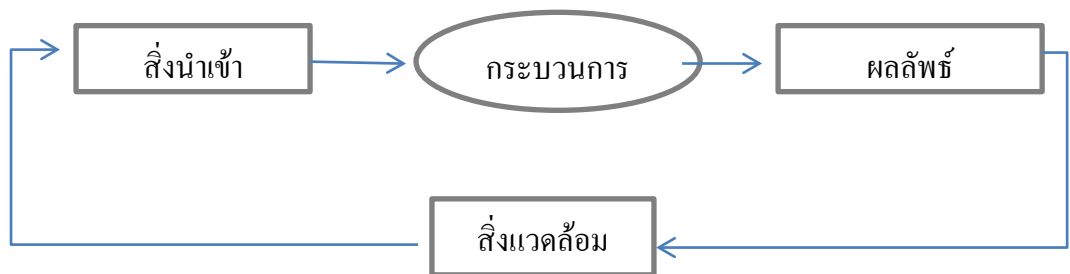 สิ่งนำเข้า
กระบวนการ
ผลลัพธ์
สิ่งแวดล้อม